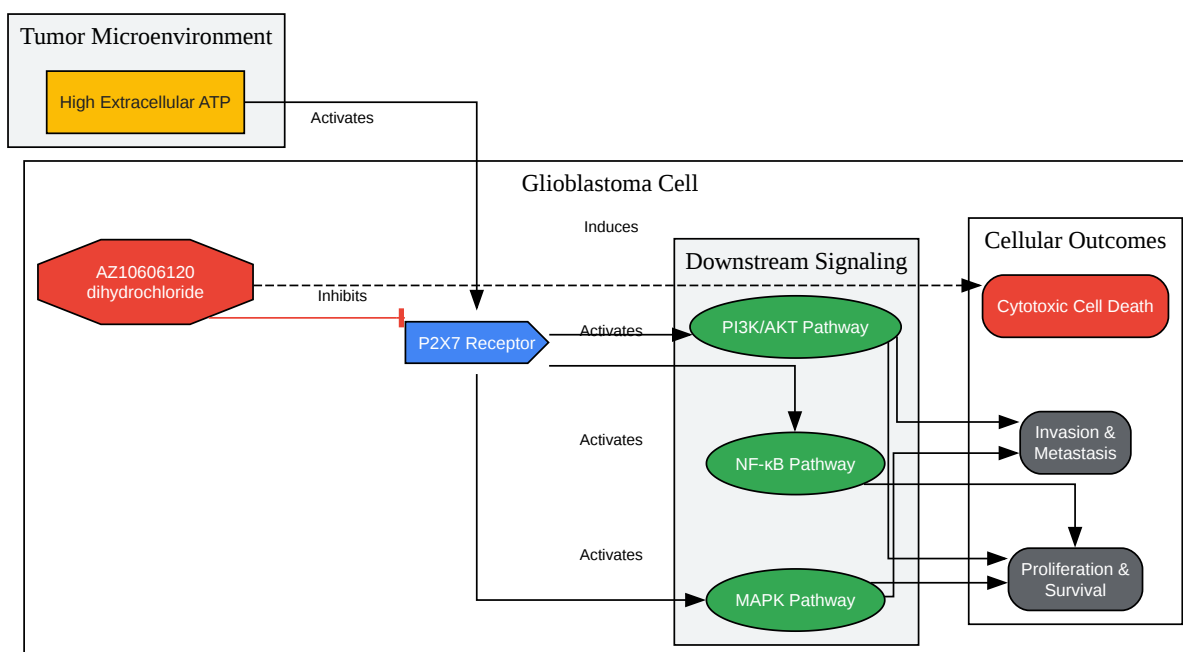 Tumor Microenvironment
High Extracellular ATP
Activates
Glioblastoma Cell
Induces
Cellular Outcomes
Downstream Signaling
AZ10606120
dihydrochloride
Inhibits
Cytotoxic Cell Death
P2X7 Receptor
Activates
PI3K/AKT Pathway
Activates
NF-κB Pathway
Invasion &
Metastasis
Activates
MAPK Pathway
Proliferation &
Survival